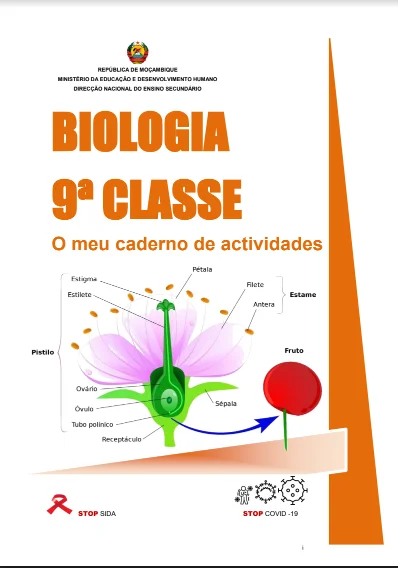 REPÚBLICA DE MOÇAMBIQUE
MINISTÉRIO DA EDUCAÇÃO E DESENVOLVIMENTO HUMANO
DIRECÇÃO NACIONAL DO ENSINO SECUNDÁRIO
BIOLOGIA
9ª CLASSE
O meu caderno de actividades
Pétala
Estigma
Filete
Estilete
Estame
Antera
Pistilo
Fruto
Ovário
Óvulo
Sépala
Tubo polínico
Receptáculo
STOP SIDA
STOP COVID -19
i